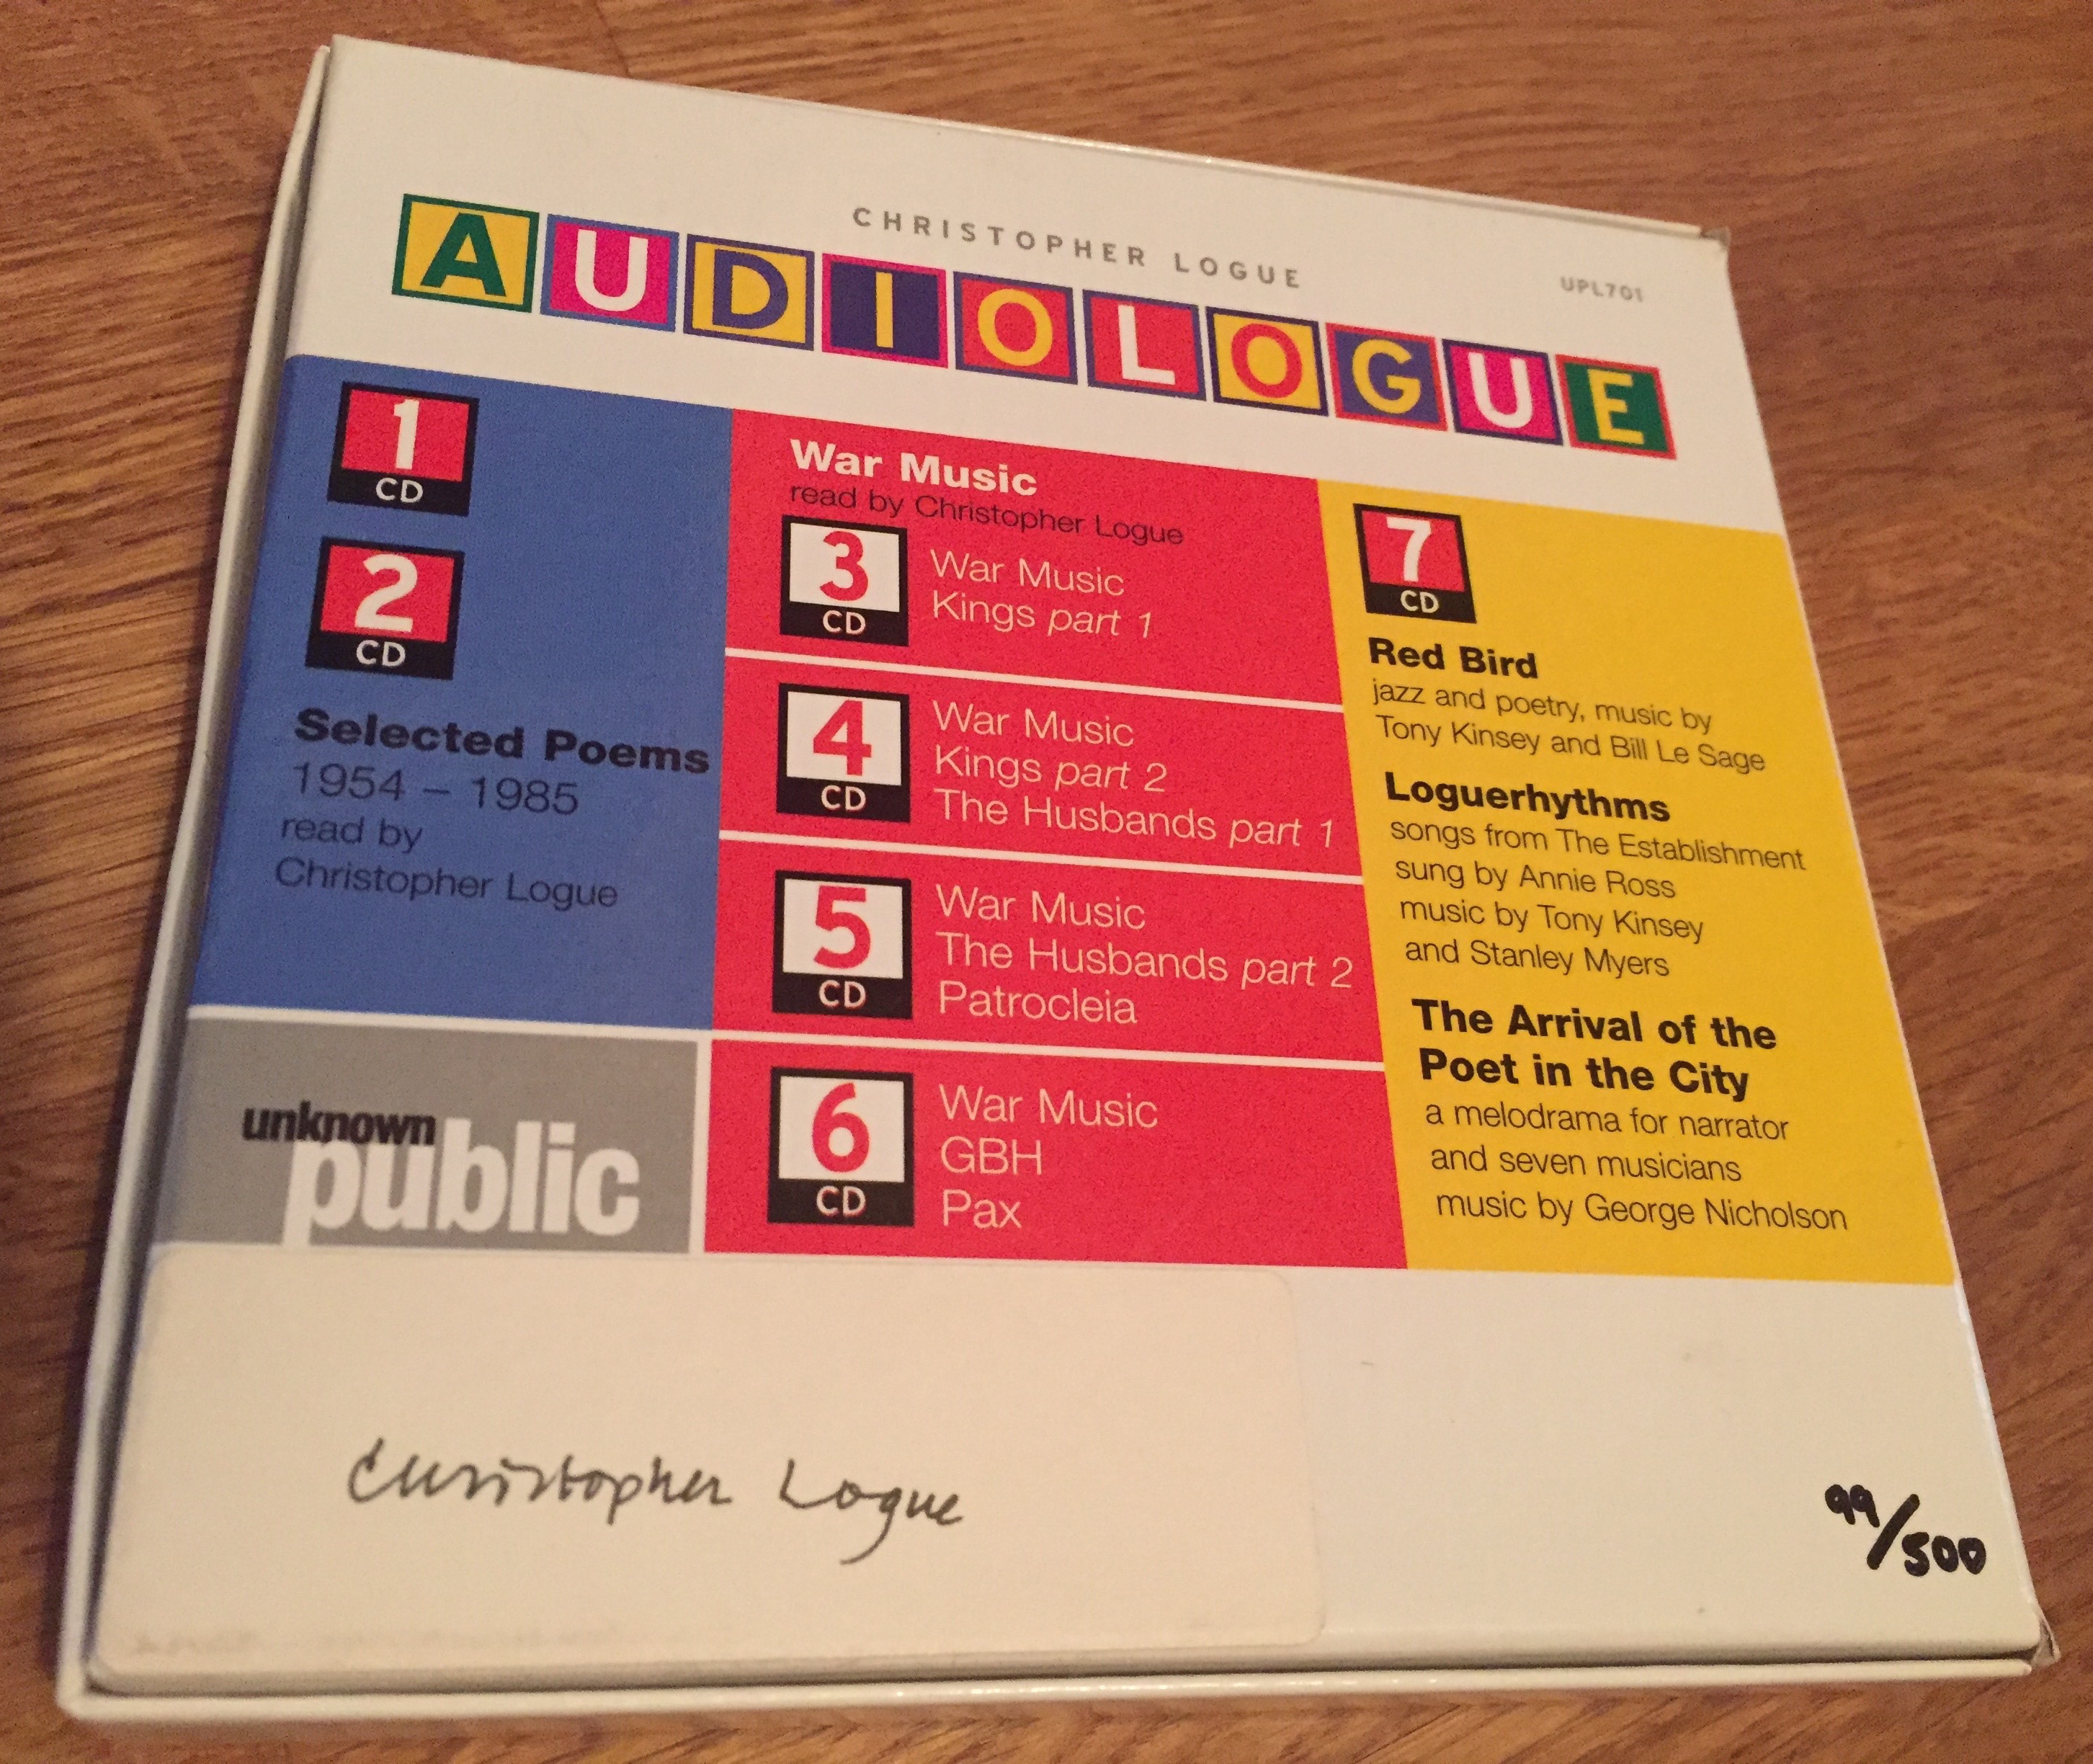 CHRISTOPHER LOGUE
UPL701
AUDIOLOGUE
1
CD
2
CD
Selected Poems
1954 – 1985
read by
Christopher Logue
unknown
public
War Music
read by Christopher Logue
3
CD
War Music
Kings part 1
4
CD
War Music
Kings part 2
The Husbands part 1
5
CD
War Music
The Husbands part 2
Patrocleia
6
CD
War Music
GBH
Pax
7
CD
Red Bird
jazz and poetry, music by
Tony Kinsey and Bill Le Sage
Loguerhythms
songs from The Establishment
sung by Annie Ross
music by Tony Kinsey
and Stanley Myers
The Arrival of the
Poet in the City
a melodrama for narrator
and seven musicians
music by George Nicholson
Christopher Logue
99/500